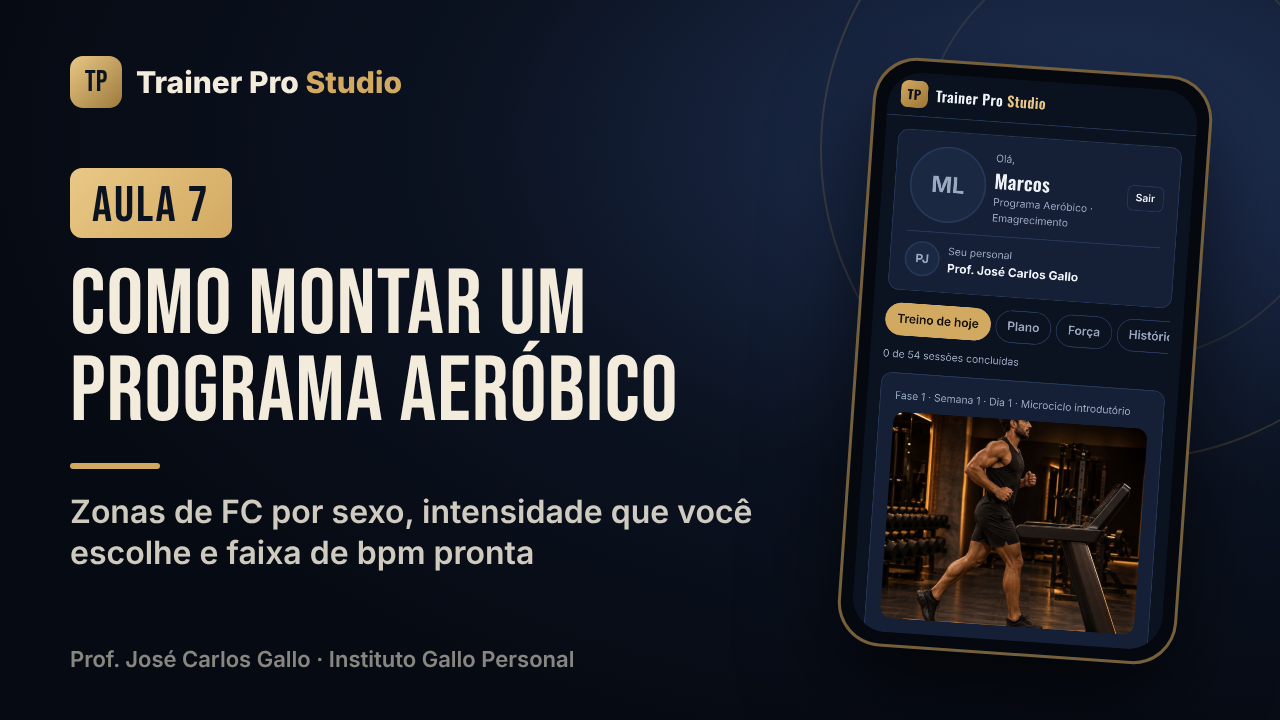 TP Trainer Pro Studio
AULA 7
COMO MONTAR UM
PROGRAMA AERÓBICO
Zonas de FC por sexo, intensidade que você
escolhe e faixa de bpm pronta
Prof. José Carlos Gallo · Instituto Gallo Personal
TP Trainer Pro Studio
ML
Olá,
Marcos
Programa Aeróbico ·
Emagrecimento
Sair
PJ
Seu personal
Prof. José Carlos Gallo
Treino de hoje Plano Força Históric
0 de 54 sessões concluídas
Fase 1 · Semana 1 · Dia 1 · Microciclo introdutório